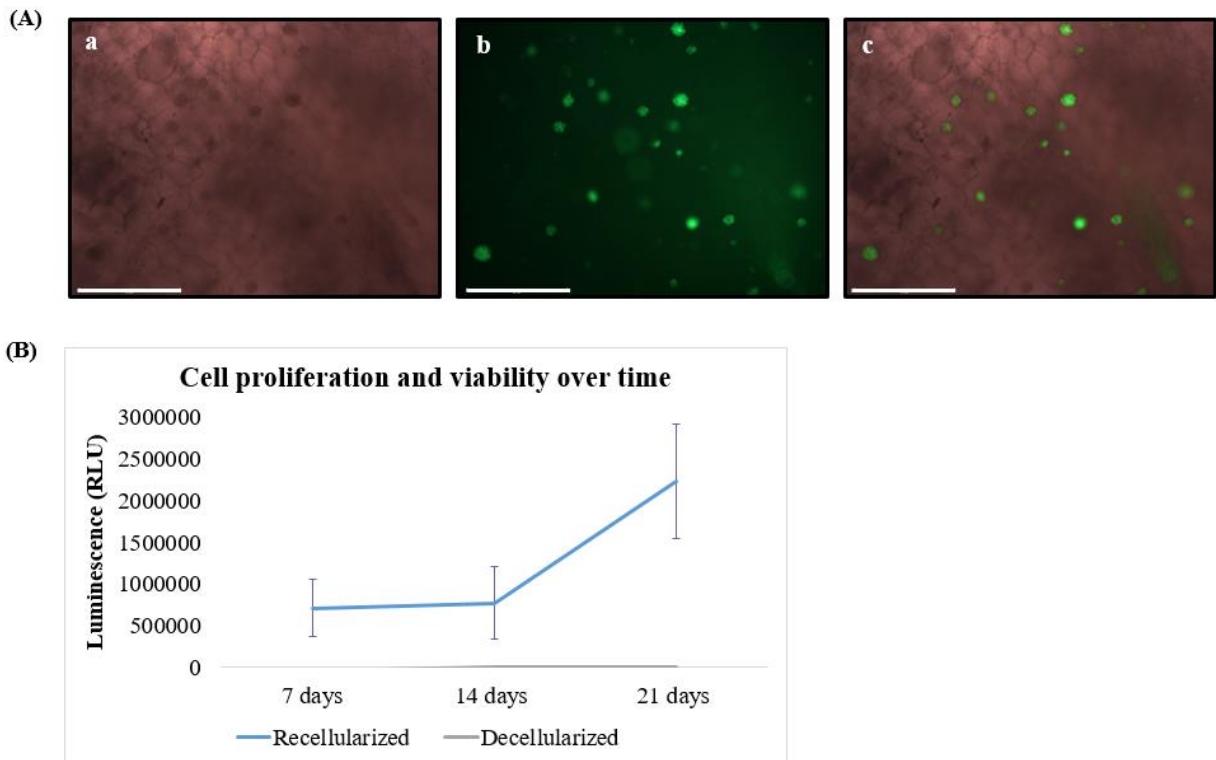 (A)
a
b
c
(B)
Cell proliferation and viability over time
Luminescence (RLU)
3000000
2500000
2000000
1500000
1000000
500000
0
7 days
14 days
21 days
Recellularized
Decellularized